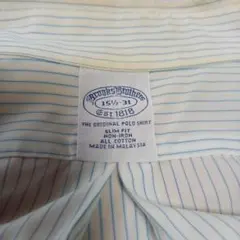 Brooks Brothers
15½-31
EST 1818
THE ORIGINAL POLO SHIRT
SLIM FIT
NON-IRON
ALL COTTON
MADE IN MALAYSIA